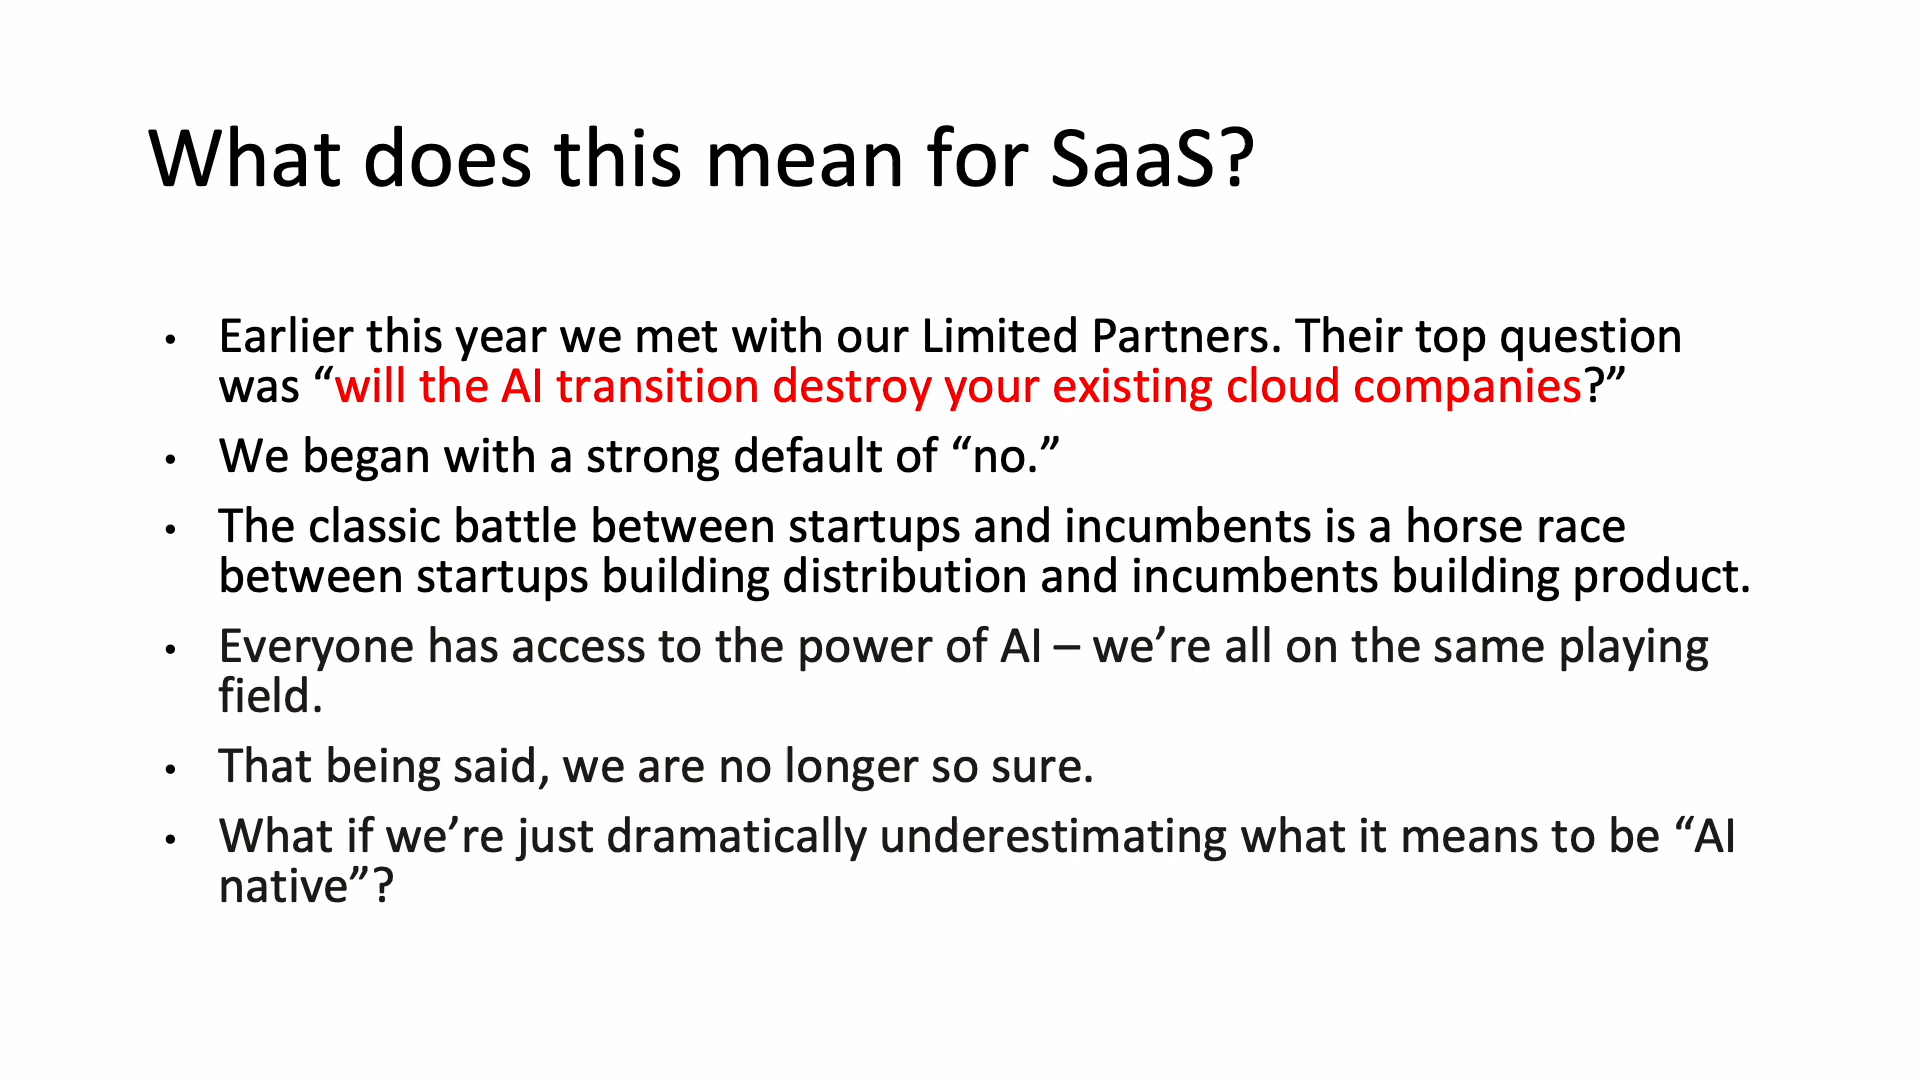 What does this mean for SaaS?
• Earlier this year we met with our Limited Partners. Their top question
was “will the AI transition destroy your existing cloud companies?”
• We began with a strong default of “no.”
• The classic battle between startups and incumbents is a horse race
between startups building distribution and incumbents building product.
• Everyone has access to the power of AI – we’re all on the same playing
field.
• That being said, we are no longer so sure.
• What if we’re just dramatically underestimating what it means to be “AI
native”?